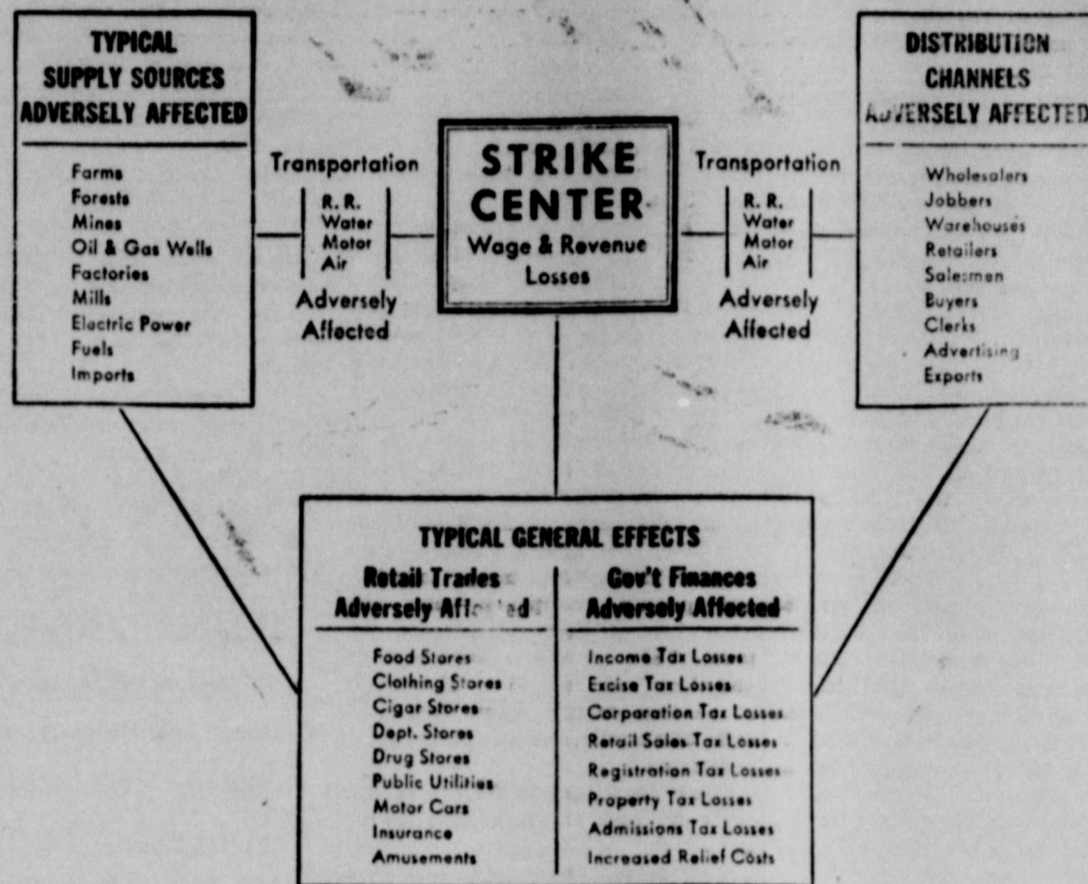 TYPICAL
SUPPLY SOURCES
ADVERSELY AFFECTED
Farms
Forests
Mines
Oil & Gas Wells
Factories
Mills
Electric Power
Fuels
Imports
Transportation
R. R.
Water
Motor
Air
Adversely
Affected
STRIKE
CENTER
Wage & Revenue
Losses
Transportation
R. R.
Water
Motor
Air
Adversely
Affected
DISTRIBUTION
CHANNELS
ADVERSELY AFFECTED
Wholesalers
Jobbers
Warehouses
Retailers
Salesmen
Buyers
Clerks
Advertising
Exports
TYPICAL GENERAL EFFECTS
Retail Trades
Adversely Affected
Food Stores
Clothing Stores
Cigar Stores
Dept. Stores
Drug Stores
Public Utilities
Motor Cars
Insurance
Amusements
Gov't Finances
Adversely Affected
Income Tax Losses
Excise Tax Losses
Corporation Tax Losses
Retail Sales Tax Losses
Registration Tax Losses
Property Tax Losses
Admissions Tax Losses
Increased Relief Costs